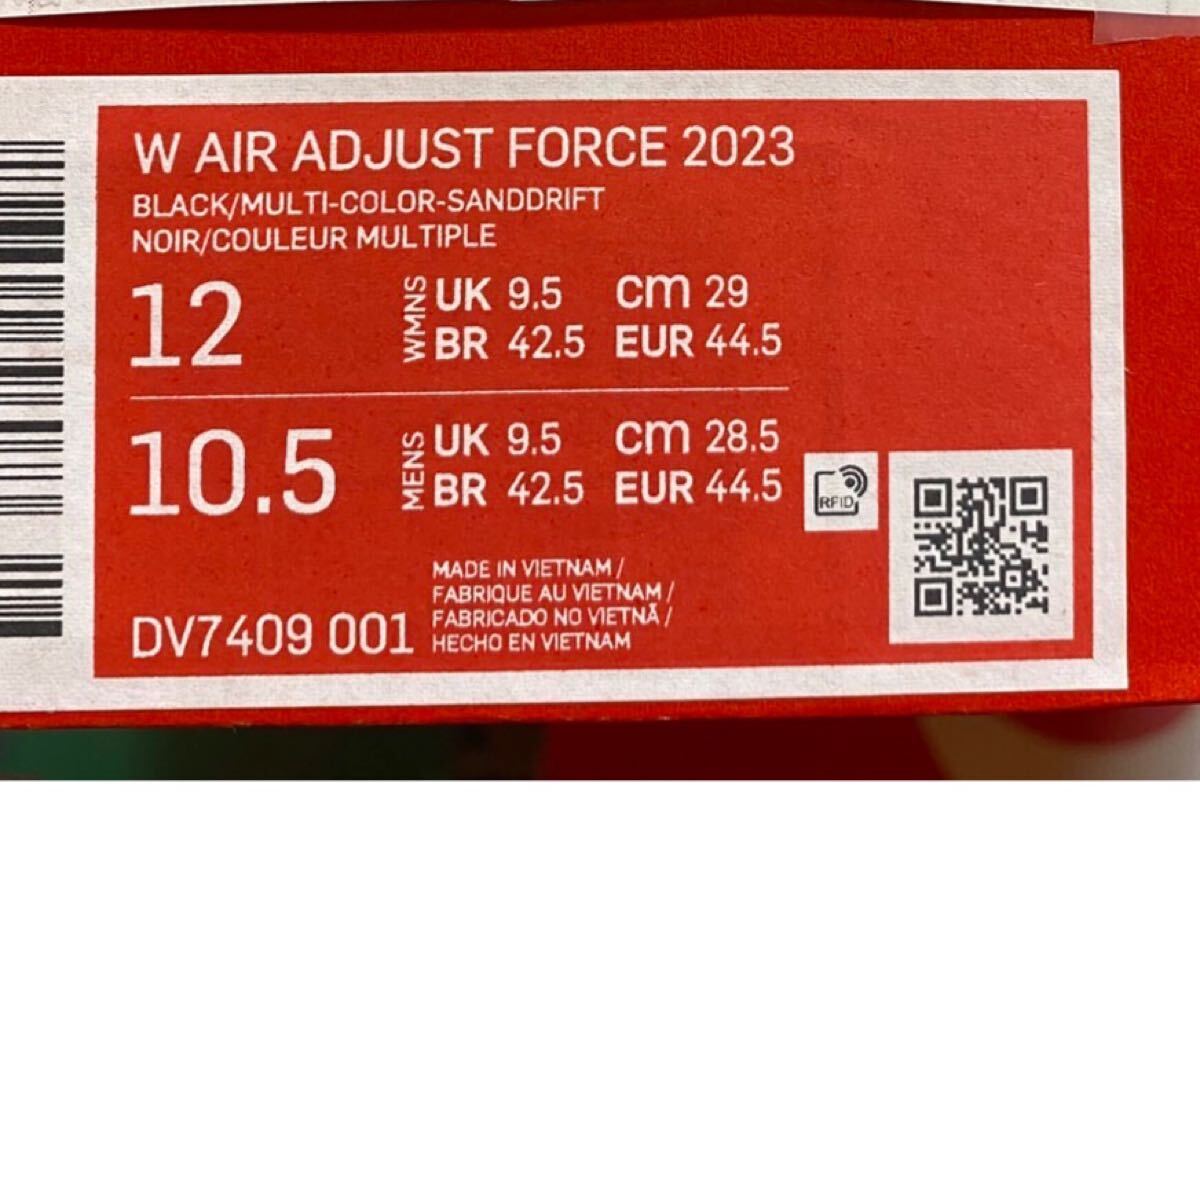 W AIR ADJUST FORCE 2023
BLACK/MULTI-COLOR-SANDDRIFT
NOIR/COULEUR MULTIPLE
12 WMNS UK 9.5 cm 29
BR 42.5 EUR 44.5
10.5 MENS UK 9.5 cm 28.5
BR 42.5 EUR 44.5
RFID
MADE IN VIETNAM /
FABRIQUE AU VIETNAM /
FABRICADO NO VIETNÃ /
HECHO EN VIETNAM
DV7409 001